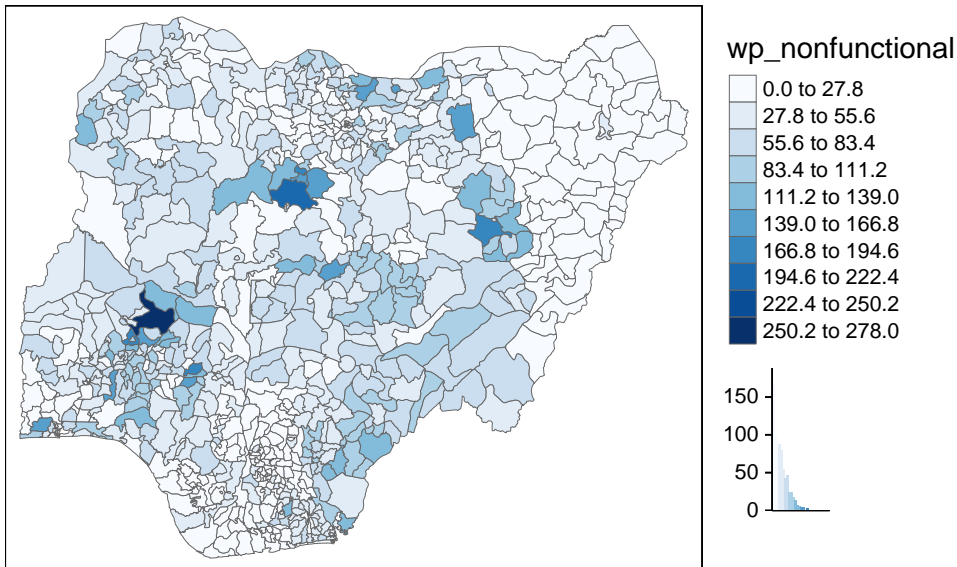 wp_nonfunctional
0.0 to 27.8
27.8 to 55.6
55.6 to 83.4
83.4 to 111.2
111.2 to 139.0
139.0 to 166.8
166.8 to 194.6
194.6 to 222.4
222.4 to 250.2
250.2 to 278.0
150
100
50
0